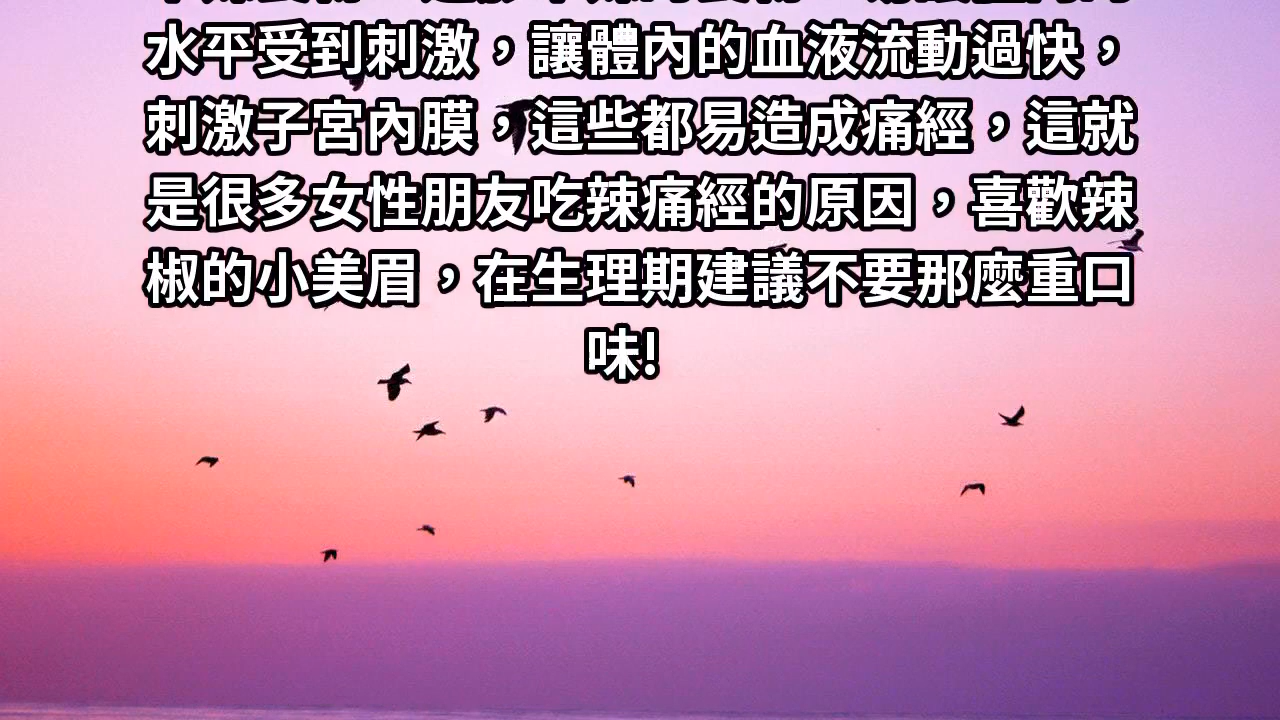 水平受到刺激，讓體內的血液流動過快，
刺激子宮內膜，這些都易造成痛經，這就
是很多女性朋友吃辣痛經的原因，喜歡辣
椒的小美眉，在生理期建議不要那麼重口
味!